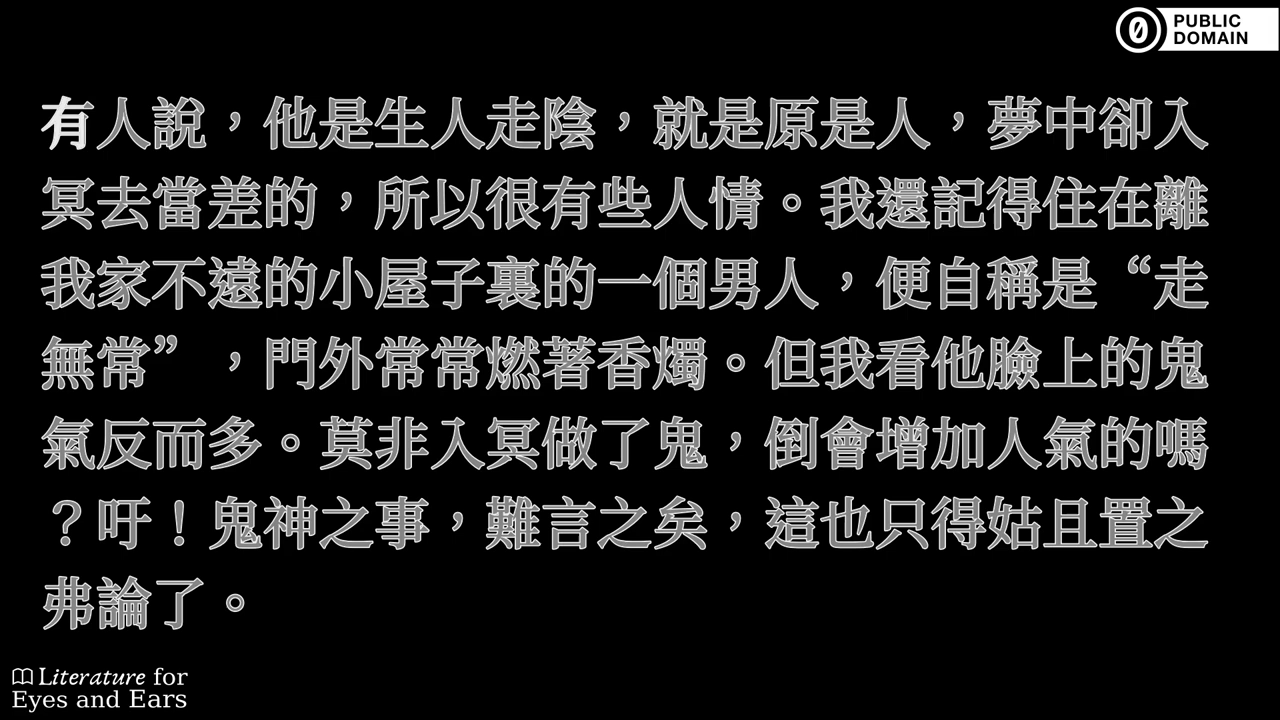 PUBLIC
DOMAIN
有人說，他是生人走陰，就是原是人，夢中卻入
冥去當差的，所以很有些人情。我還記得住在離
我家不遠的小屋子裏的一個男人，便自稱是“走
無常”，門外常常燃著香燭。但我看他臉上的鬼
氣反而多。莫非入冥做了鬼，倒會增加人氣的嗎
？吁！鬼神之事，難言之矣，這也只得姑且置之
弗論了。
Literature for
Eyes and Ears